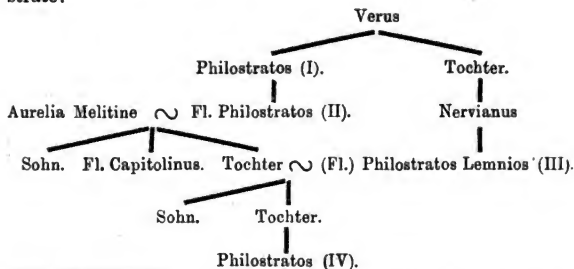 strate:
Verus
Philostratos (I). Tochter.
Aurelia Melitine ~ Fl. Philostratos (II). Nervianus
Sohn. Fl. Capitolinus. Tochter ~ (Fl.) Philostratos Lemnios (III).
Sohn. Tochter.
Philostratos (IV).